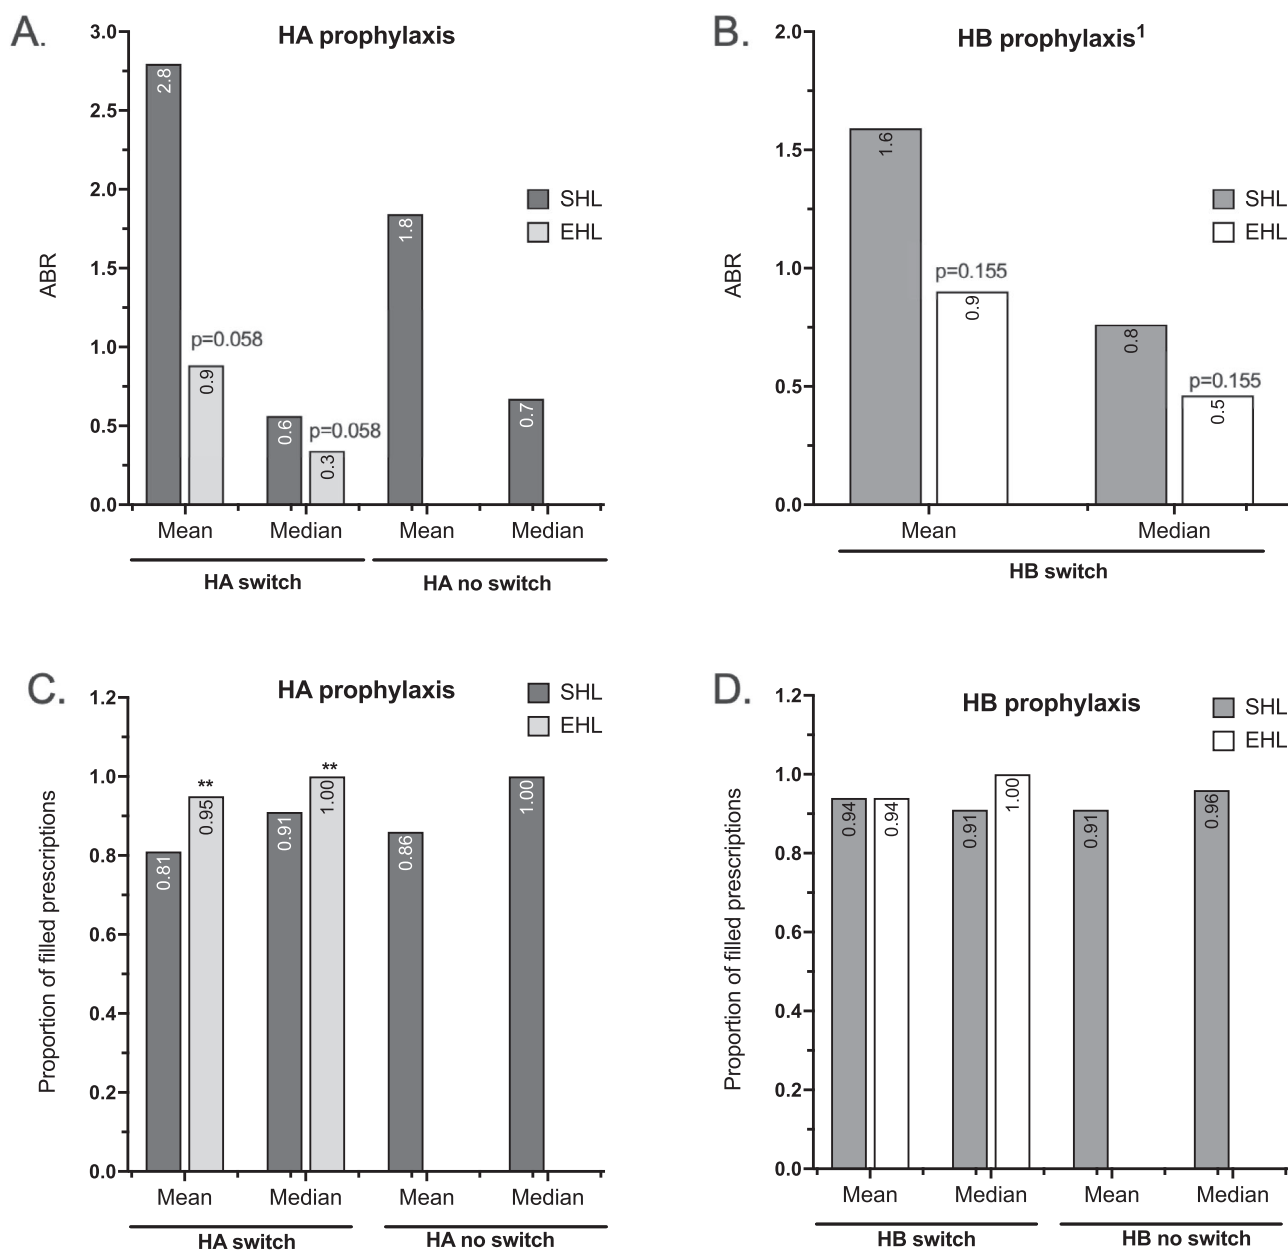 A.
HA prophylaxis
3.0
2.5
2.0
1.5
1.0
0.5
0.0
ABR
2.8
0.9
p=0.058
0.6
0.3
p=0.058
1.8
0.7
SHL
EHL
Mean
Median
Mean
Median
HA switch
HA no switch
B.
HB prophylaxis1
2.0
1.5
1.0
0.5
0.0
ABR
1.6
0.9
p=0.155
0.8
0.5
p=0.155
SHL
EHL
Mean
Median
HB switch
C.
HA prophylaxis
SHL
EHL
1.2
1.0
0.8
0.6
0.4
0.2
0.0
Proportion of filled prescriptions
0.81
**
0.95
0.91
**
1.00
0.86
1.00
Mean
Median
Mean
Median
HA switch
HA no switch
D.
HB prophylaxis
SHL
EHL
1.2
1.0
0.8
0.6
0.4
0.2
0.0
Proportion of filled prescriptions
0.94
0.94
0.91
1.00
0.91
0.96
Mean
Median
Mean
Median
HB switch
HB no switch